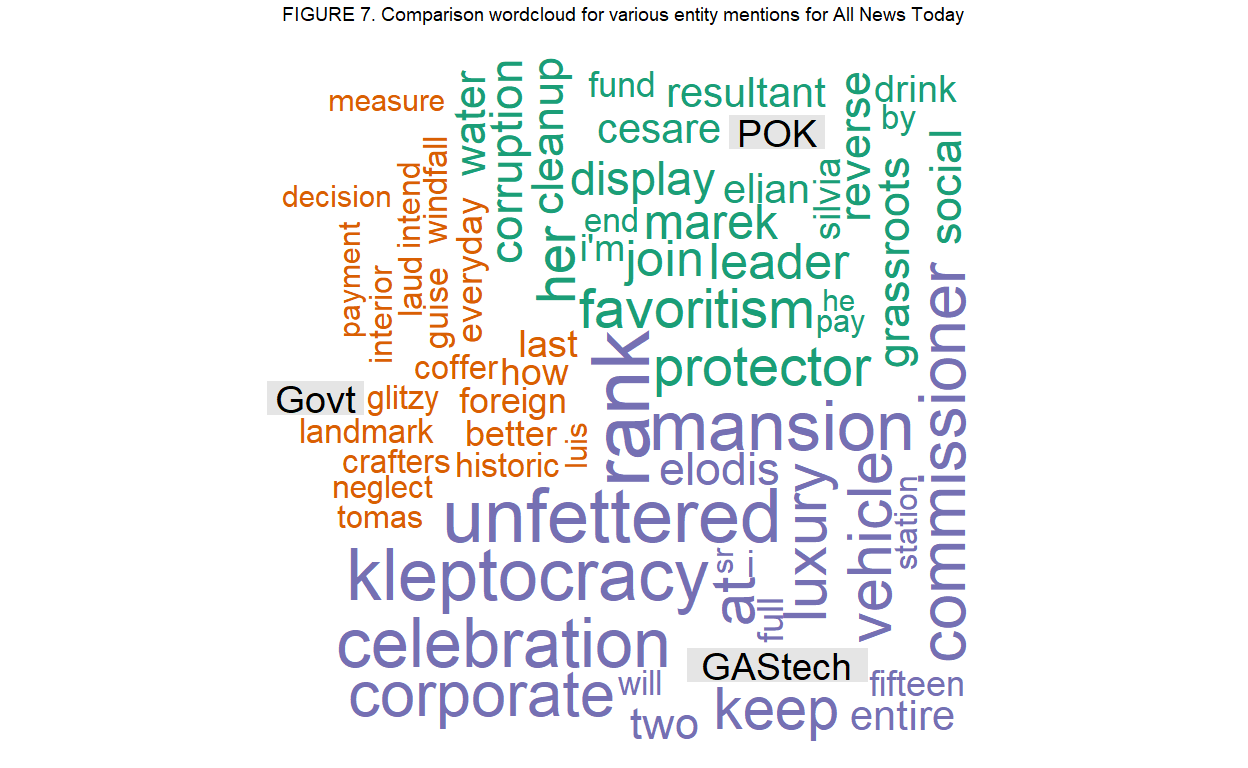 FIGURE 7. Comparison wordcloud for various entity mentions for All News Today
measure
water
corruption
cleanup
fund
resultant
reverse
drink
cesare
POK
by
decision
laud
intend
windfall
everyday
her
display
elian
silvia
grassroots
social
end
marek
i'm
join
leader
payment
interior
guise
favoritism
he
pay
commissioner
last
rank
protector
coffer
how
Govt
glitzy
foreign
mansion
landmark
better
luis
crafters
historic
elodis
luxury
vehicle
station
neglect
tomas
unfettered
kleptocracy
at
sr
full
celebration
GAStech
corporate
will
keep
fifteen
two
entire